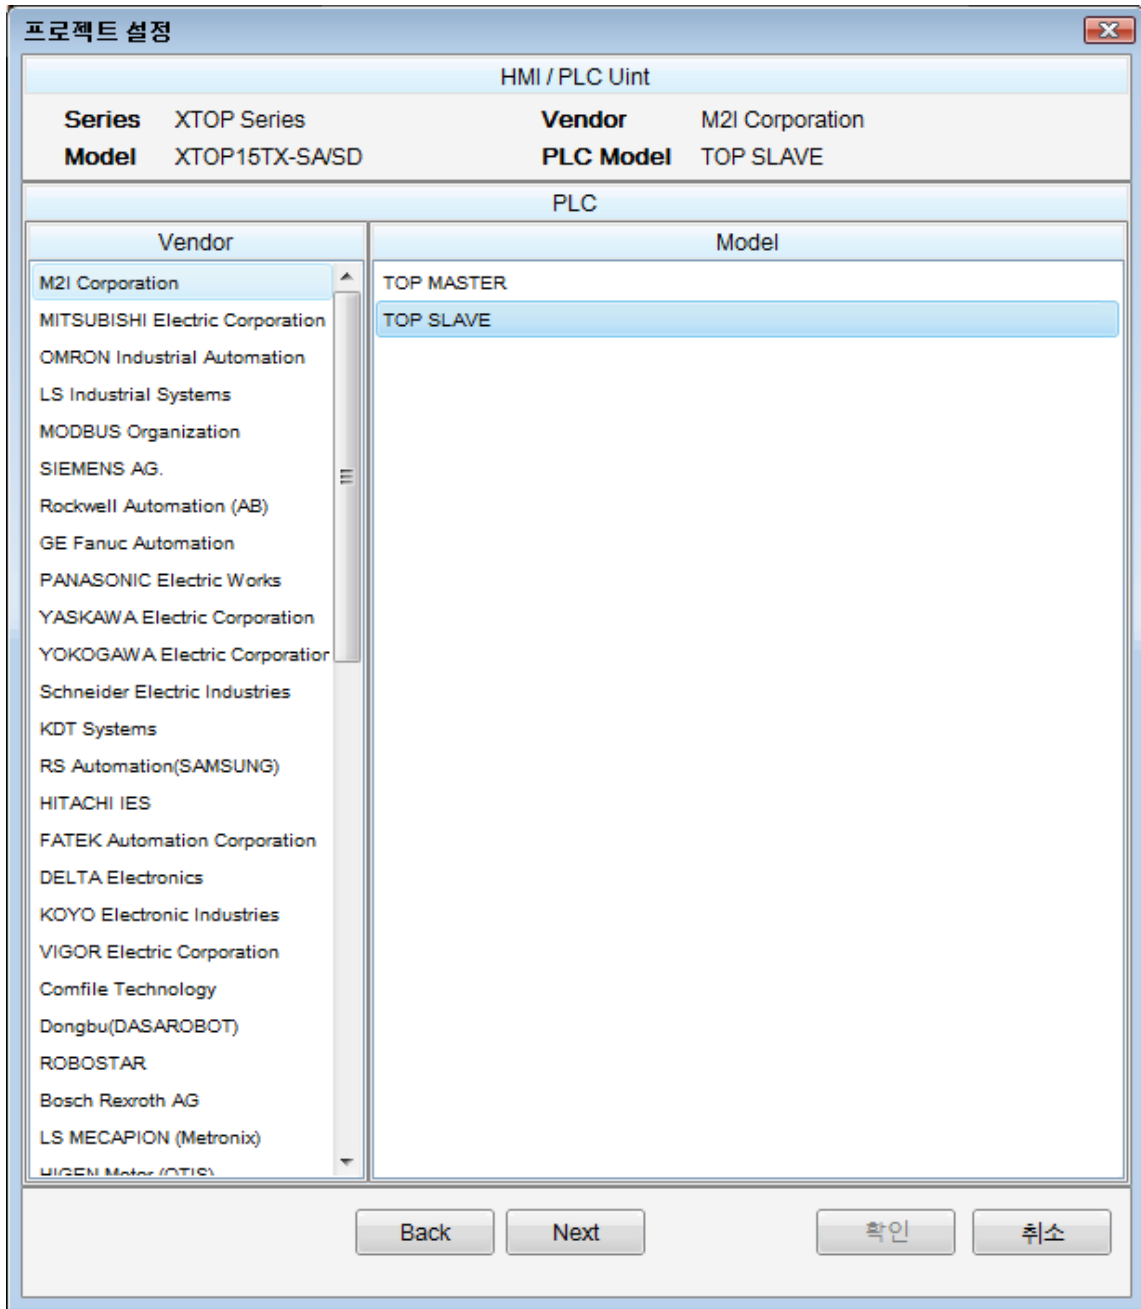 프로젝트 설정
HMI / PLC Uint
Series XTOP Series Vendor M2I Corporation
Model XTOP15TX-SA/SD PLC Model TOP SLAVE
PLC
Vendor Model
M2I Corporation TOP MASTER
MITSUBISHI Electric Corporation TOP SLAVE
OMRON Industrial Automation
LS Industrial Systems
MODBUS Organization
SIEMENS AG.
Rockwell Automation (AB)
GE Fanuc Automation
PANASONIC Electric Works
YASKAWA Electric Corporation
YOKOGAWA Electric Corporation
Schneider Electric Industries
KDT Systems
RS Automation(SAMSUNG)
HITACHI IES
FATEK Automation Corporation
DELTA Electronics
KOYO Electronic Industries
VIGOR Electric Corporation
Comfile Technology
Dongbu(DASAROBOT)
ROBOSTAR
Bosch Rexroth AG
LS MECAPION (Metronix)
HIGEN Motor (OTIS)
Back Next 확인 취소